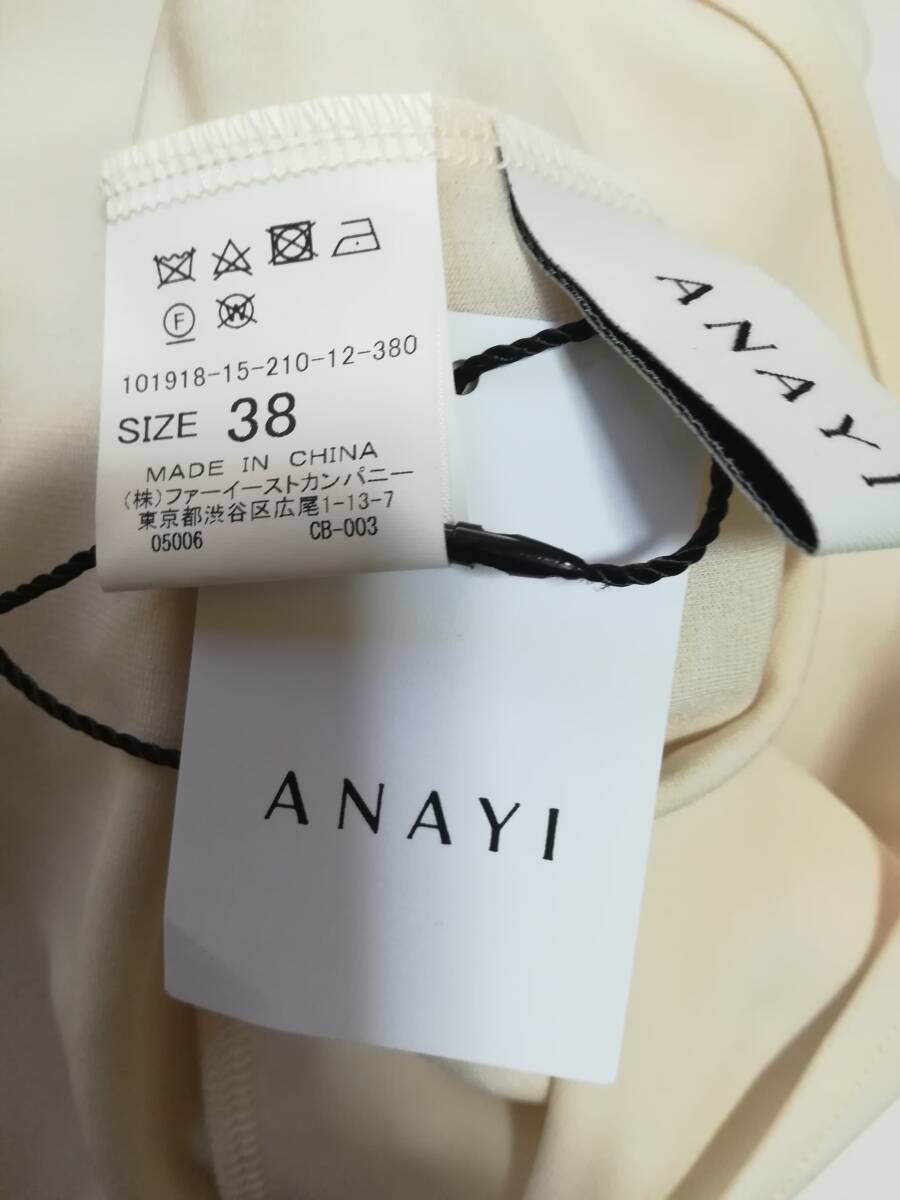 F W
101918-15-210-12-380
SIZE 38
MADE IN CHINA
(株)ファーイーストカンパニー
東京都渋谷区広尾1-13-7
05006 CB-003
ANAYI
ANAYI